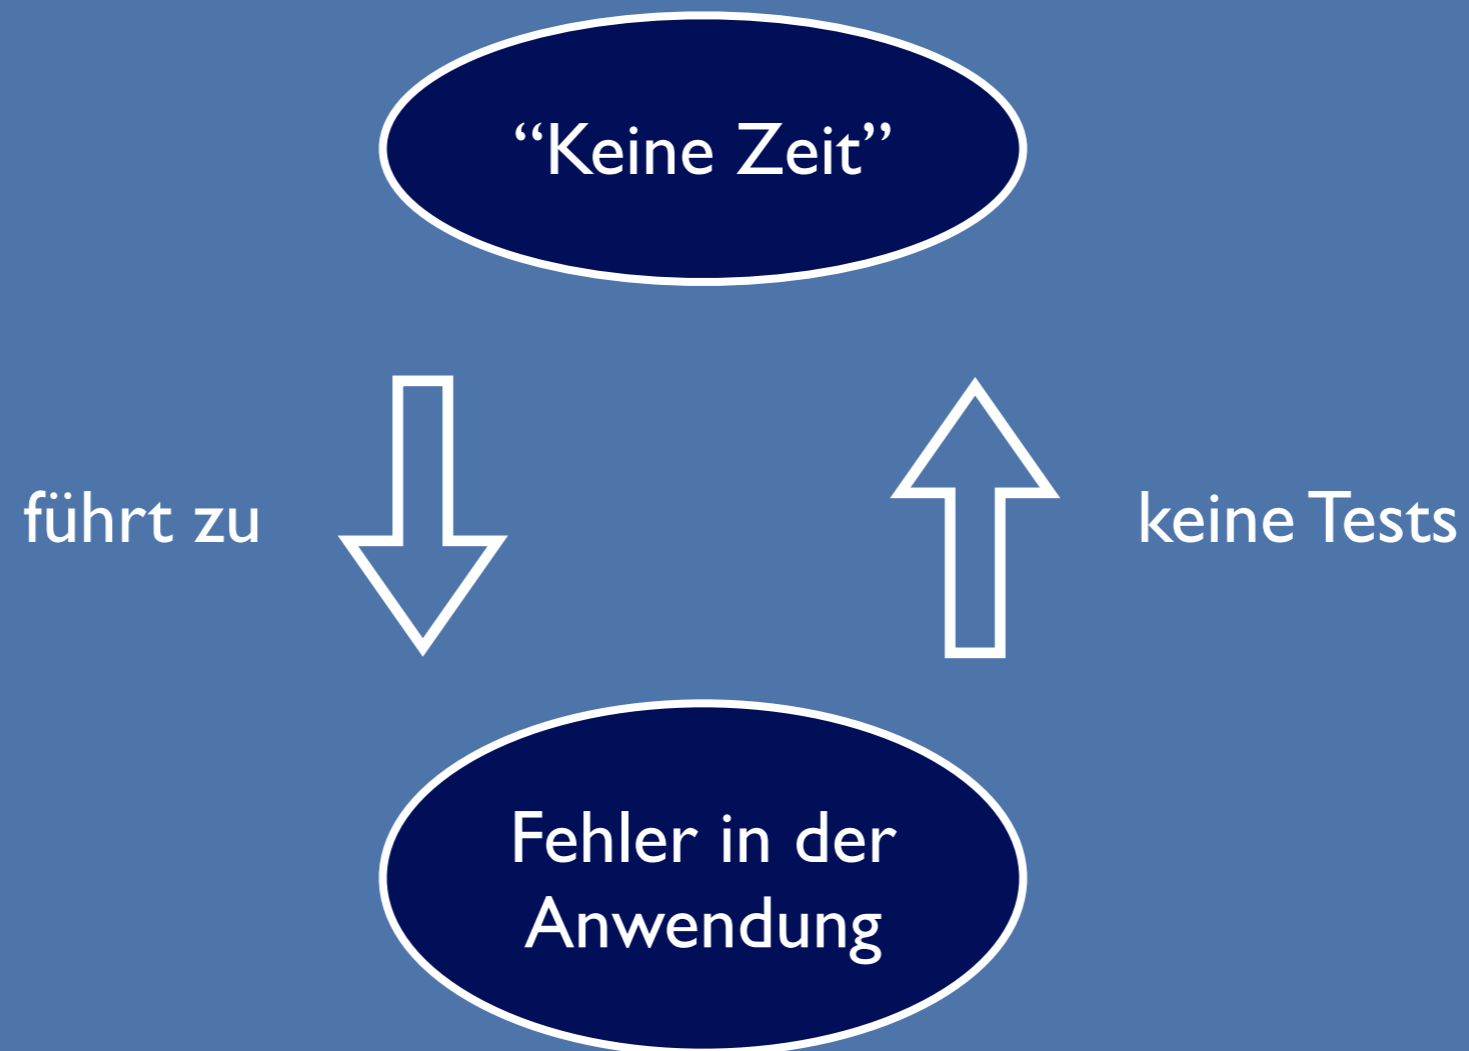 “Keine Zeit”
führt zu
keine Tests
Fehler in der
Anwendung